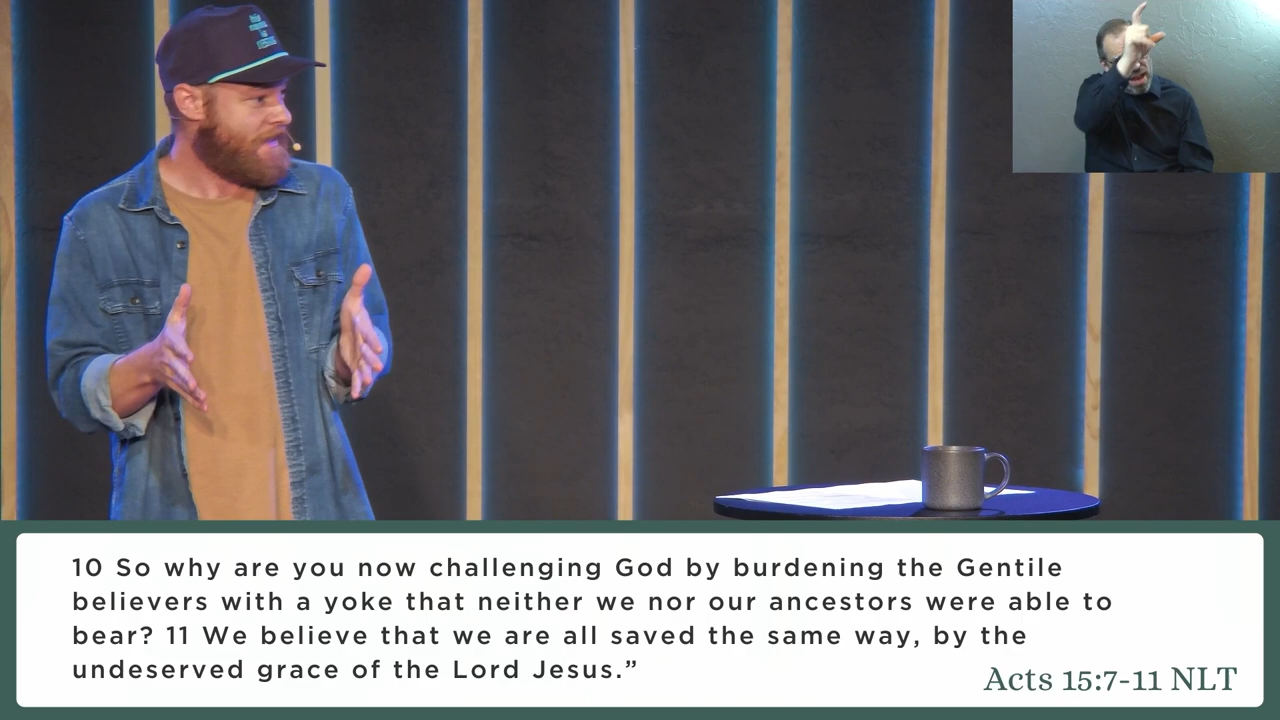 10 So why are you now challenging God by burdening the Gentile
believers with a yoke that neither we nor our ancestors were able to
bear? 11 We believe that we are all saved the same way, by the
undeserved grace of the Lord Jesus.”
Acts 15:7-11 NLT